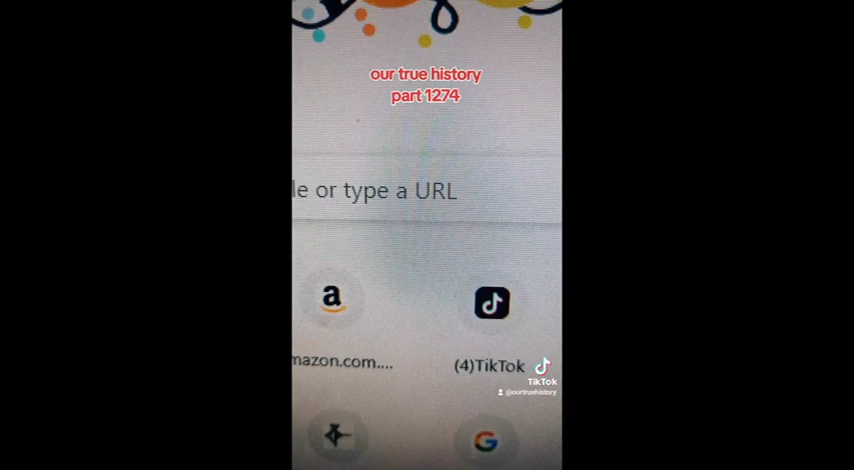 our true history
part 1274
le or type a URL
a
mazon.com....
(4)TikTok
TikTok
@ourtruehistory
G